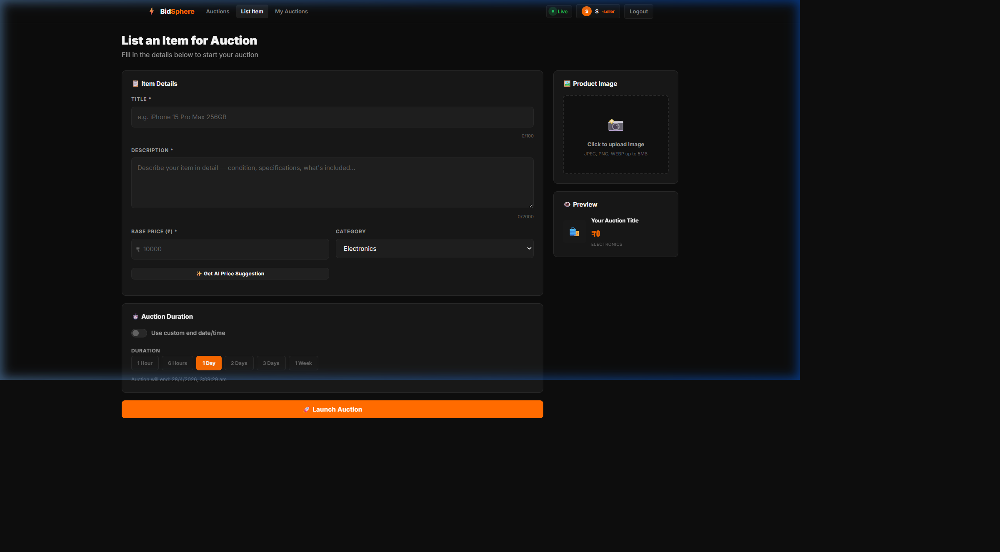 BidSphere Auctions List Item My Auctions Live S S ·seller Logout
List an Item for Auction
Fill in the details below to start your auction
Item Details
TITLE *
e.g. iPhone 15 Pro Max 256GB
0/100
DESCRIPTION *
Describe your item in detail — condition, specifications, what's included...
0/2000
BASE PRICE (₹) *
₹ 10000
Get AI Price Suggestion
CATEGORY
Electronics
Auction Duration
Use custom end date/time
DURATION
1 Hour 6 Hours 1 Day 2 Days 3 Days 1 Week
Auction will end: 28/4/2026, 3:09:29 am
Launch Auction
Product Image
Click to upload image
JPEG, PNG, WEBP up to 5MB
Preview
Your Auction Title
₹0
ELECTRONICS